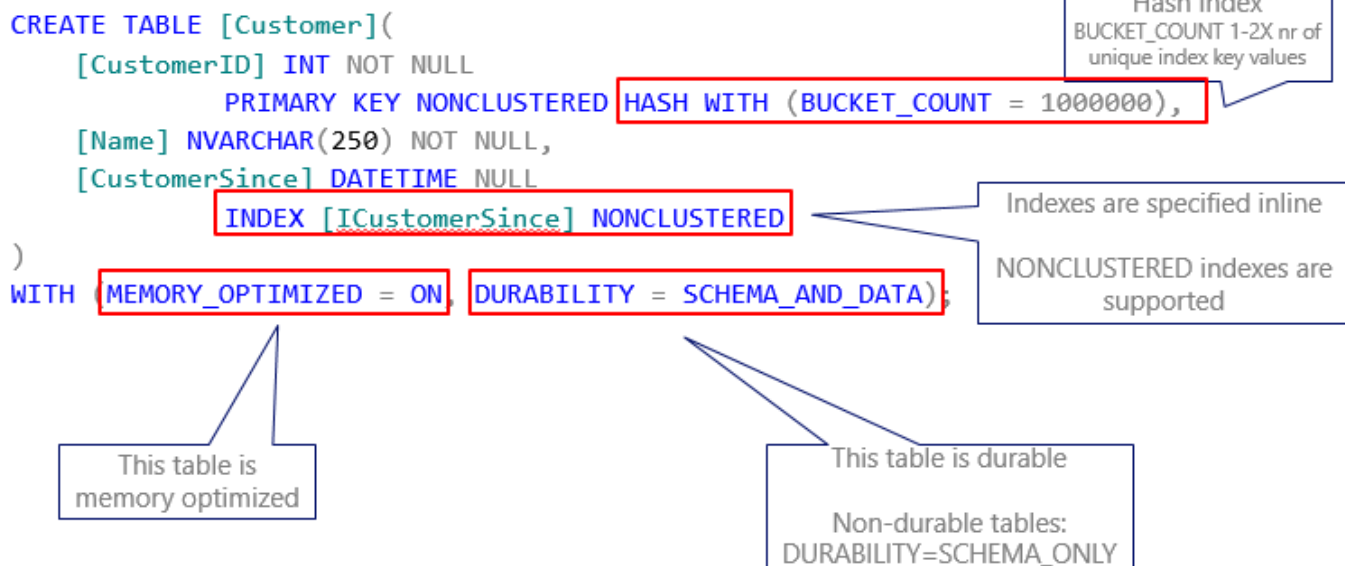 Hash Index
BUCKET_COUNT 1-2X nr of
unique index key values
CREATE TABLE [Customer](
[CustomerID] INT NOT NULL
PRIMARY KEY NONCLUSTERED HASH WITH (BUCKET_COUNT = 1000000),
[Name] NVARCHAR(250) NOT NULL,
[CustomerSince] DATETIME NULL
INDEX [ICustomerSince] NONCLUSTERED
)
WITH (MEMORY_OPTIMIZED = ON, DURABILITY = SCHEMA_AND_DATA);
Indexes are specified inline
NONCLUSTERED indexes are
supported
This table is
memory optimized
This table is durable
Non-durable tables:
DURABILITY=SCHEMA_ONLY